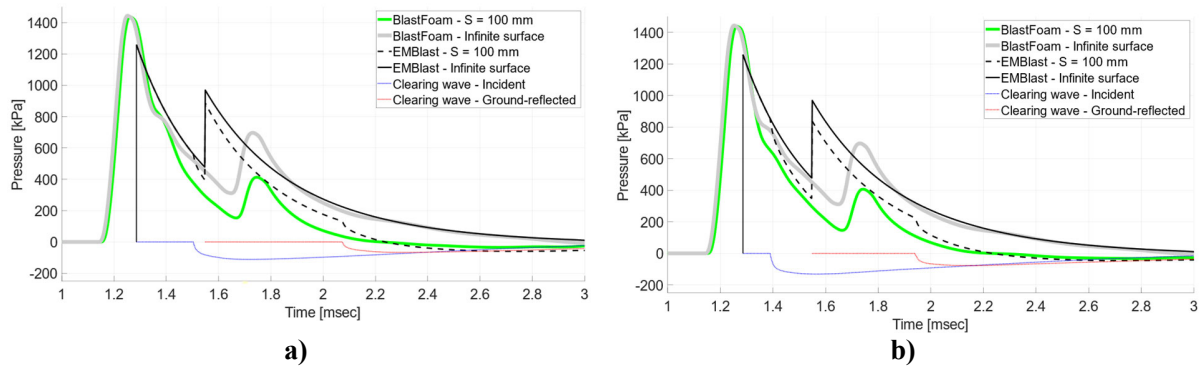 1400
1200
1000
800
600
400
200
0
-200
Pressure [kPa]
BlastFoam - S = 100 mm
BlastFoam - Infinite surface
EMBlast - S = 100 mm
EMBlast - Infinite surface
Clearing wave - Incident
Clearing wave - Ground-reflected
1 1.2 1.4 1.6 1.8 2 2.2 2.4 2.6 2.8 3
Time [msec]
a)
1400
1200
1000
800
600
400
200
0
-200
Pressure [kPa]
BlastFoam - S = 100 mm
BlastFoam - Infinite surface
EMBlast - S = 100 mm
EMBlast - Infinite surface
Clearing wave - Incident
Clearing wave - Ground-reflected
1 1.2 1.4 1.6 1.8 2 2.2 2.4 2.6 2.8 3
Time [msec]
b)